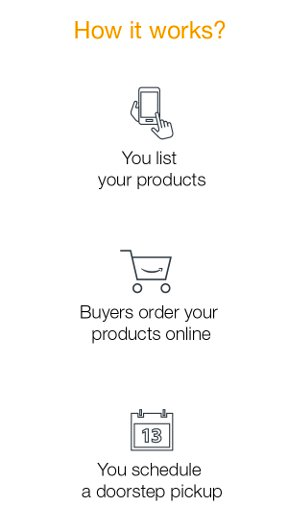 How it works?
You list
your products
Buyers order your
products online
13
You schedule
a doorstep pickup